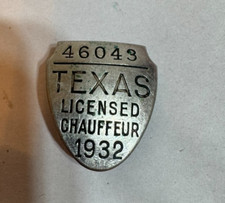 46043
TEXAS
LICENSED
CHAUFFEUR
1932